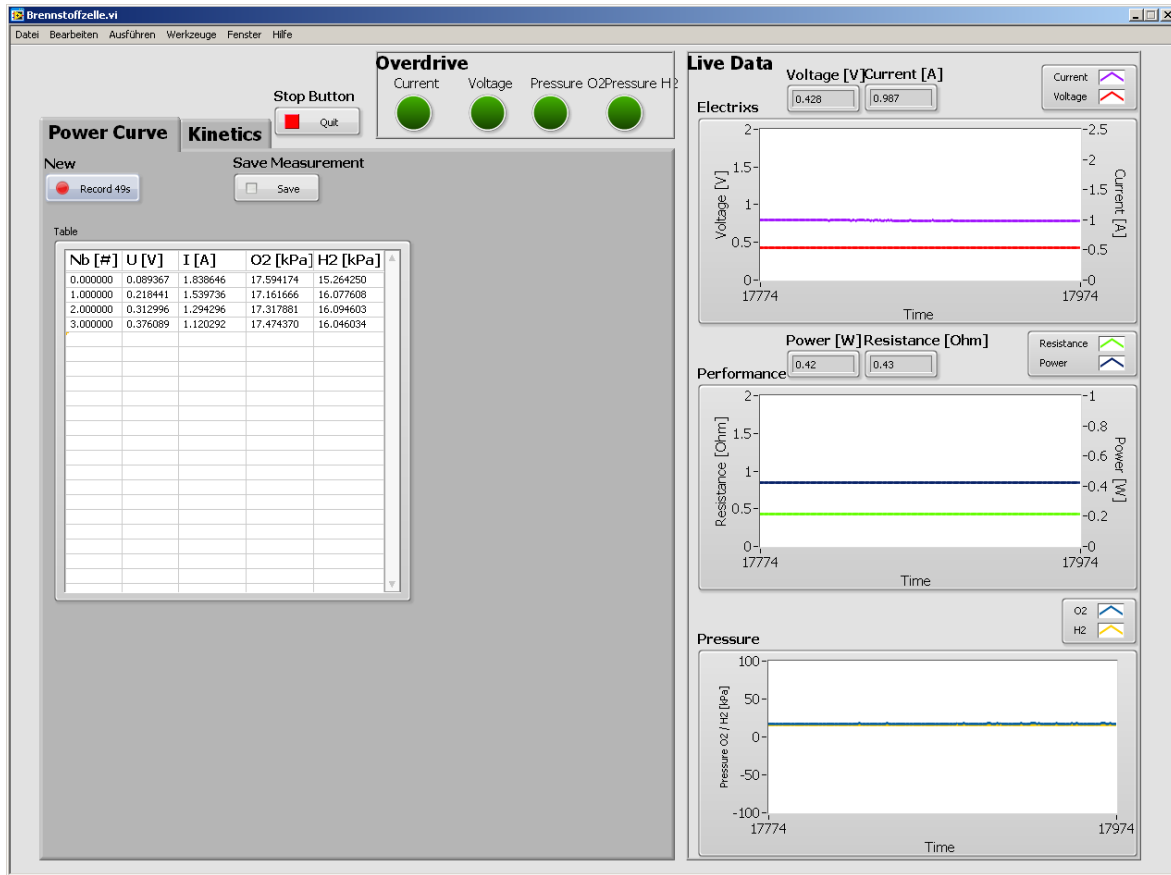 Brennstoffzelle.vi
Datei Bearbeiten Ausführen Werkzeuge Fenster Hilfe
Stop Button
Quit
Overdrive
Current Voltage Pressure O2 Pressure H2
Power Curve Kinetics
New
Record 49s
Save Measurement
Save
Table
Nb [#] U [V] I [A] O2 [kPa] H2 [kPa]
0.000000 0.089367 1.838646 17.594174 15.264250
1.000000 0.218441 1.539736 17.161666 16.077608
2.000000 0.312996 1.294296 17.317881 16.094603
3.000000 0.376089 1.120292 17.474370 16.046034
Live Data
Voltage [V] Current [A]
0.428 0.987
Current
Voltage
Electrixs
Voltage [V]
2
1.5
1
0.5
0
2.5
2
1.5
1
0.5
0
Current [A]
17774 17974
Time
Power [W] Resistance [Ohm]
0.42 0.43
Resistance
Power
Performance
Resistance [Ohm]
2
1.5
1
0.5
0
1
0.8
0.6
0.4
0.2
0
Power [W]
17774 17974
Time
O2
H2
Pressure
Pressure O2 / H2 [kPa]
100
50
0
-50
-100
17774 17974
Time